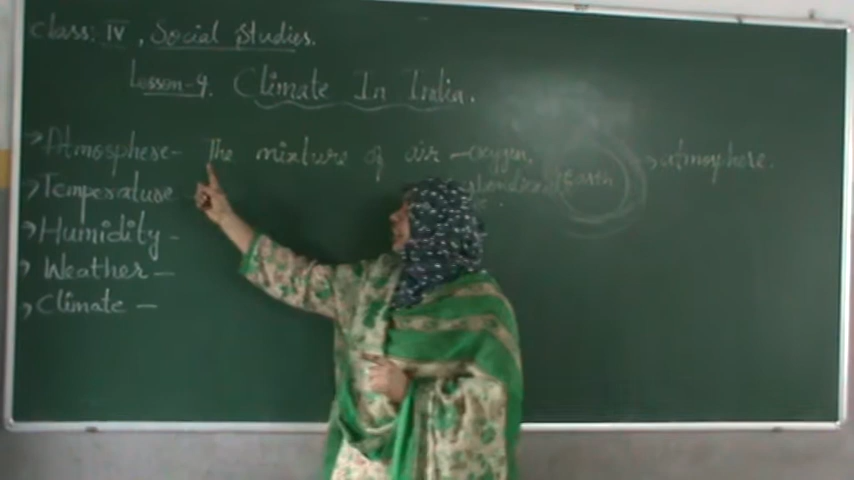 Class: IV, Social Studies.
Lesson-9. Climate In India.
Atmosphere- The mixture of air - oxygen,
Earth
atmosphere.
Temperature
Humidity -
Weather -
Climate -